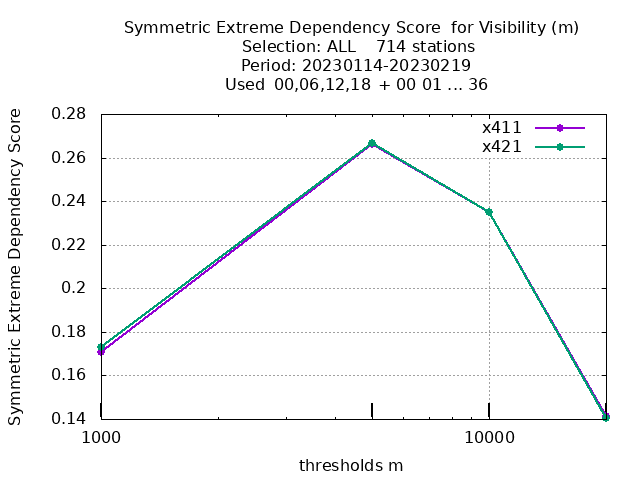 Symmetric Extreme Dependency Score  for Visibility (m)
Selection: ALL    714 stations
Period: 20230114-20230219
Used  00,06,12,18  + 00 01 ... 36
Symmetric Extreme Dependency Score
0.28
0.26
0.24
0.22
0.2
0.18
0.16
0.14
x411
x421
1000
10000
thresholds m